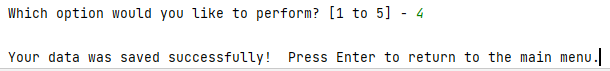 Which option would you like to perform? [1 to 5] - 4
Your data was saved successfully!  Press Enter to return to the main menu.